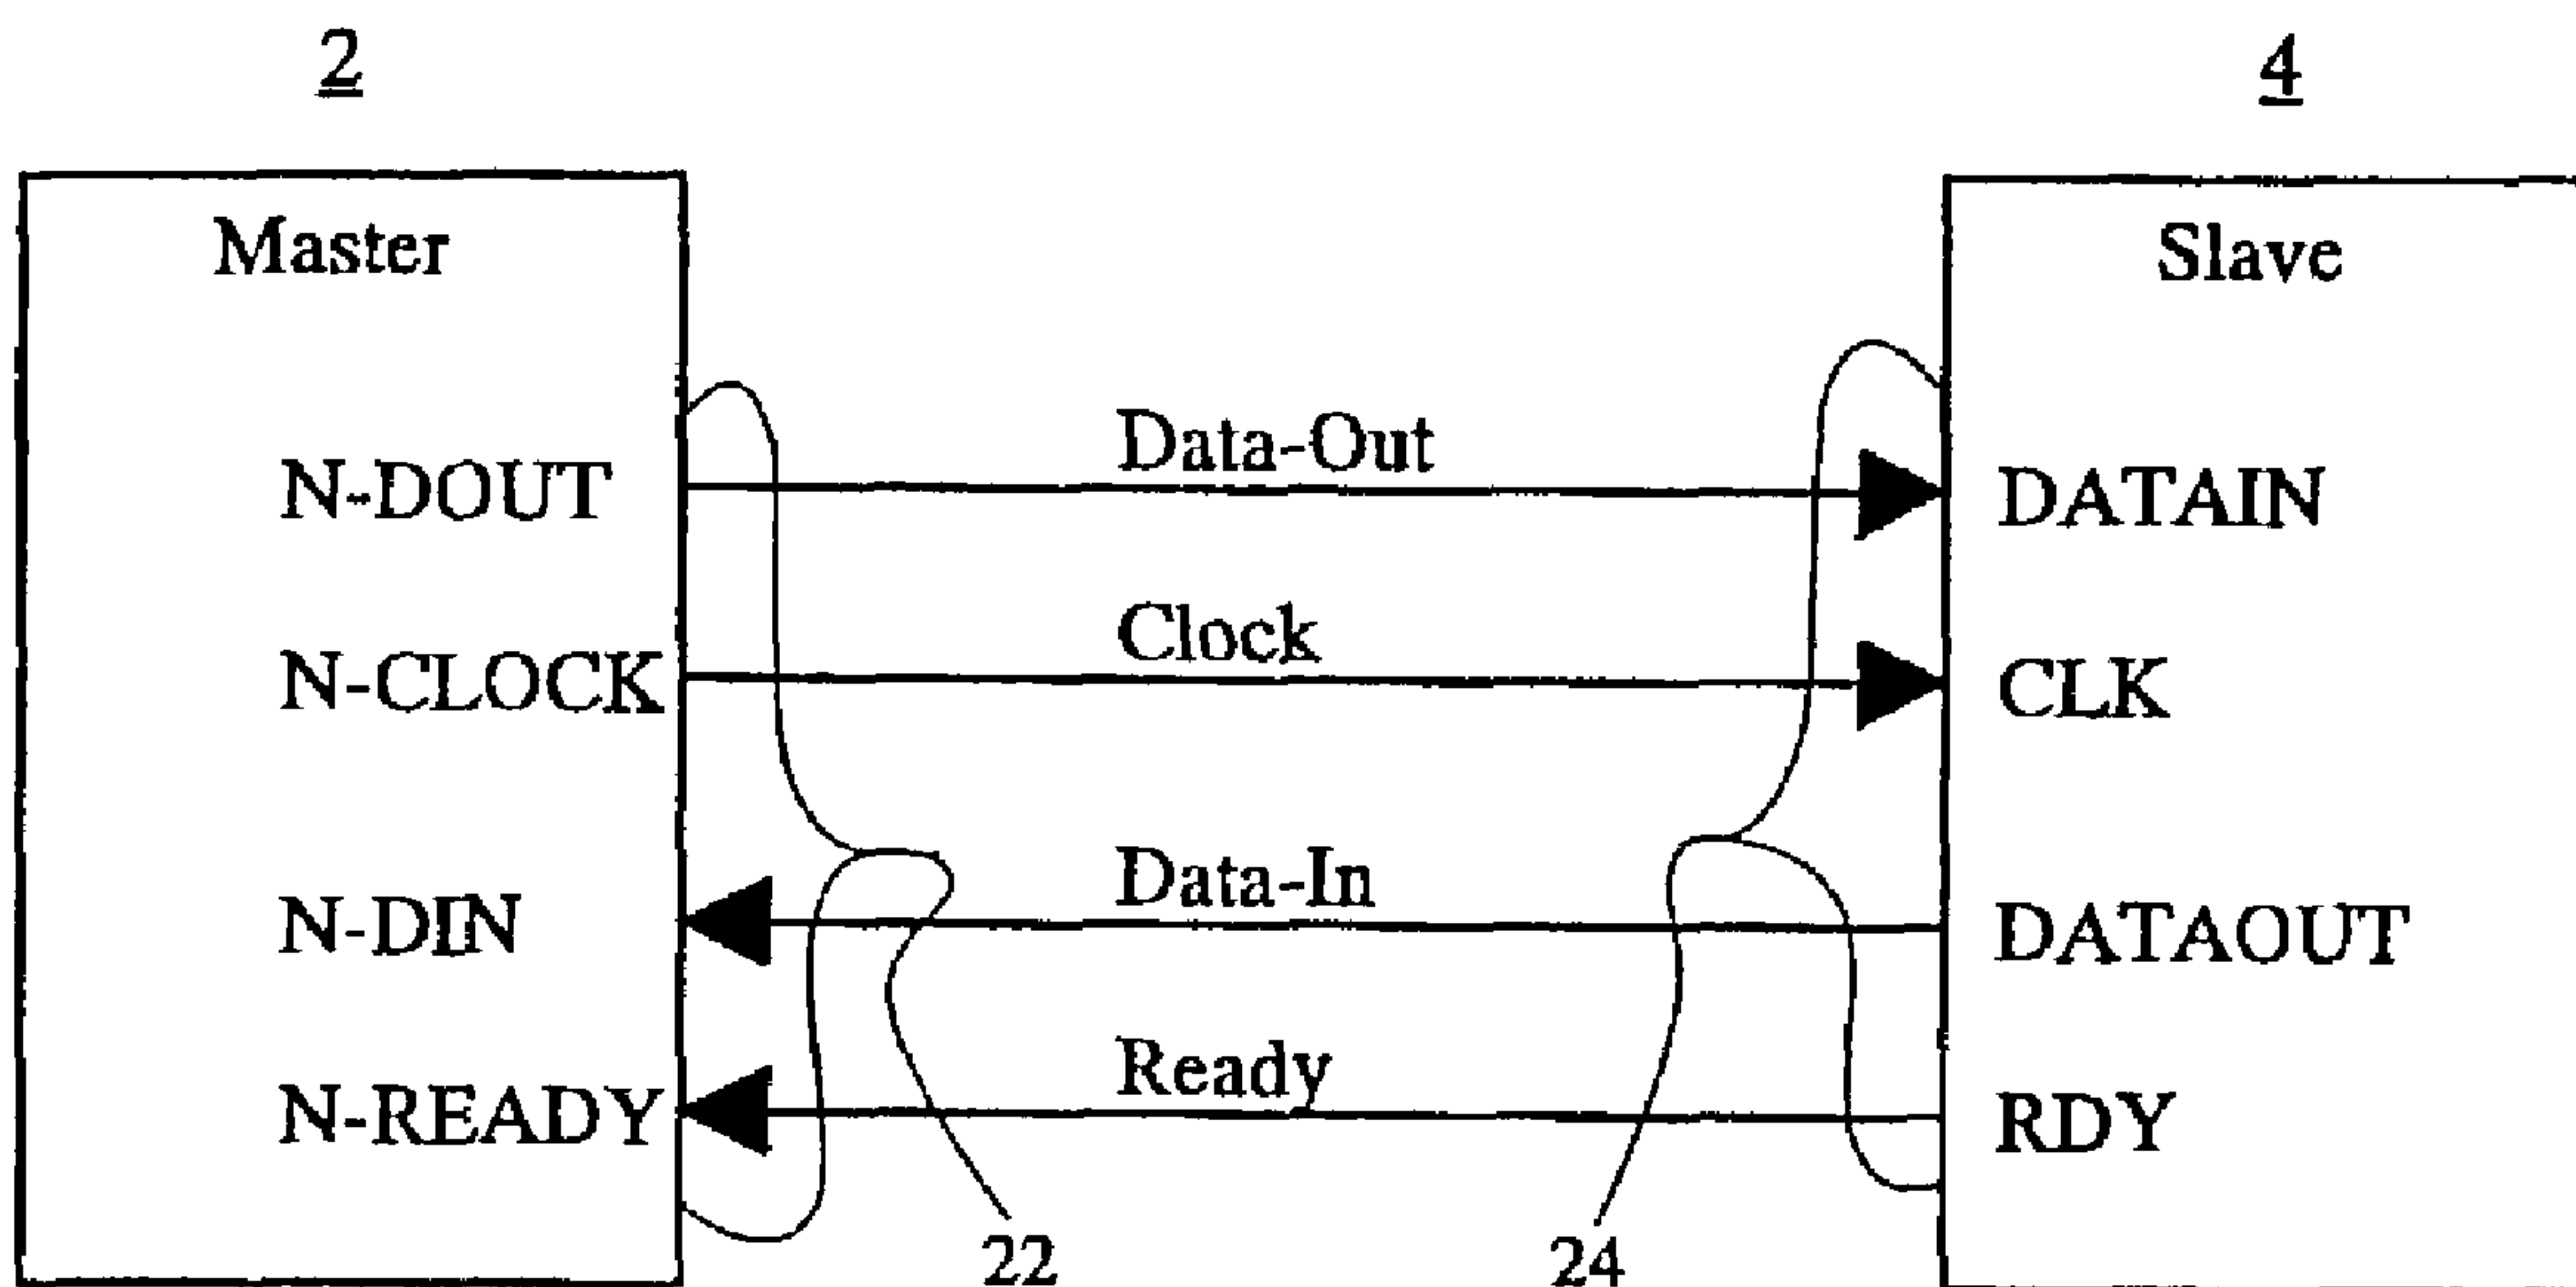 2
4
Master
Slave
Data-Out
N-DOUT
DATAIN
Clock
N-CLOCK
CLK
Data-In
N-DIN
DATAOUT
Ready
N-READY
RDY
22
24